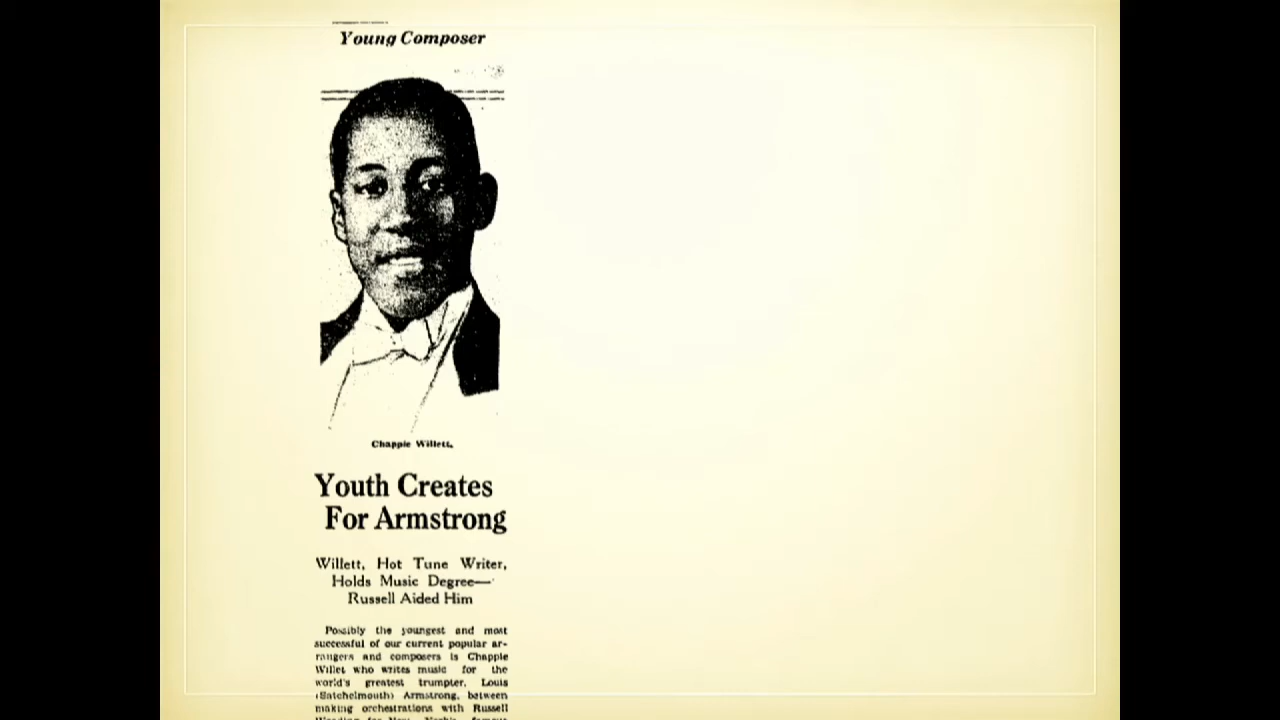 Young Composer
Chappie Willett.
Youth Creates
For Armstrong
Willett, Hot Tune Writer,
Holds Music Degree—
Russell Aided Him
Possibly the youngest and most
successful of our current popular ar-
rangers and composers is Chappie
Willet who writes music for the
world's greatest trumpter, Louis
(Satchelmouth) Armstrong, between
making orchestrations with Russell